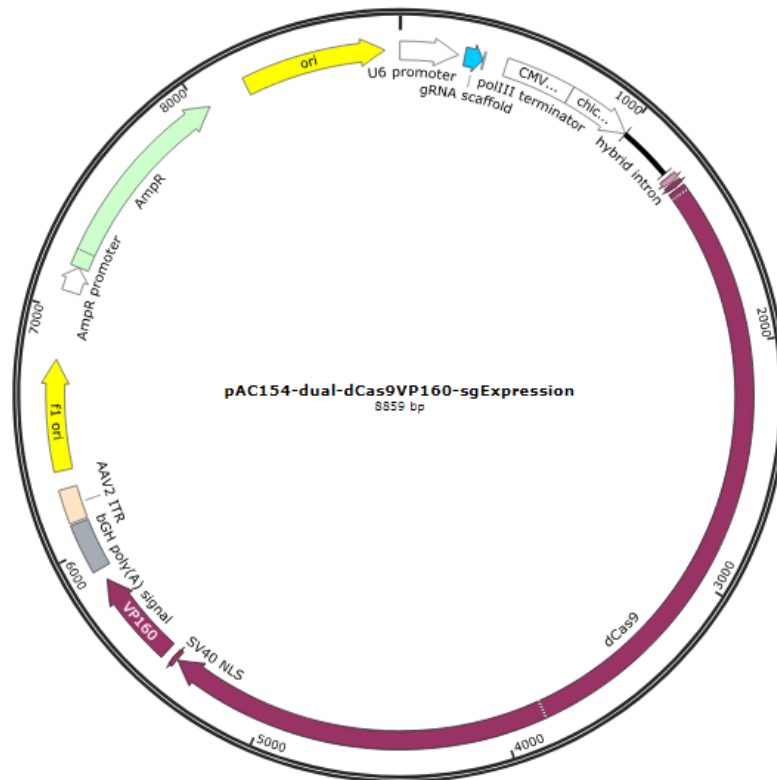 ori
U6 promoter
gRNA scaffold
polIII terminator
CMV...
chic...
1000
hybrid intron
2000
3000
dCas9
4000
5000
SV40 NLS
VP160
bGH poly(A) signal
6000
AAV2 ITR
f1 ori
7000
AmpR promoter
AmpR
8000
pAC154-dual-dCas9VP160-sgExpression
8859 bp